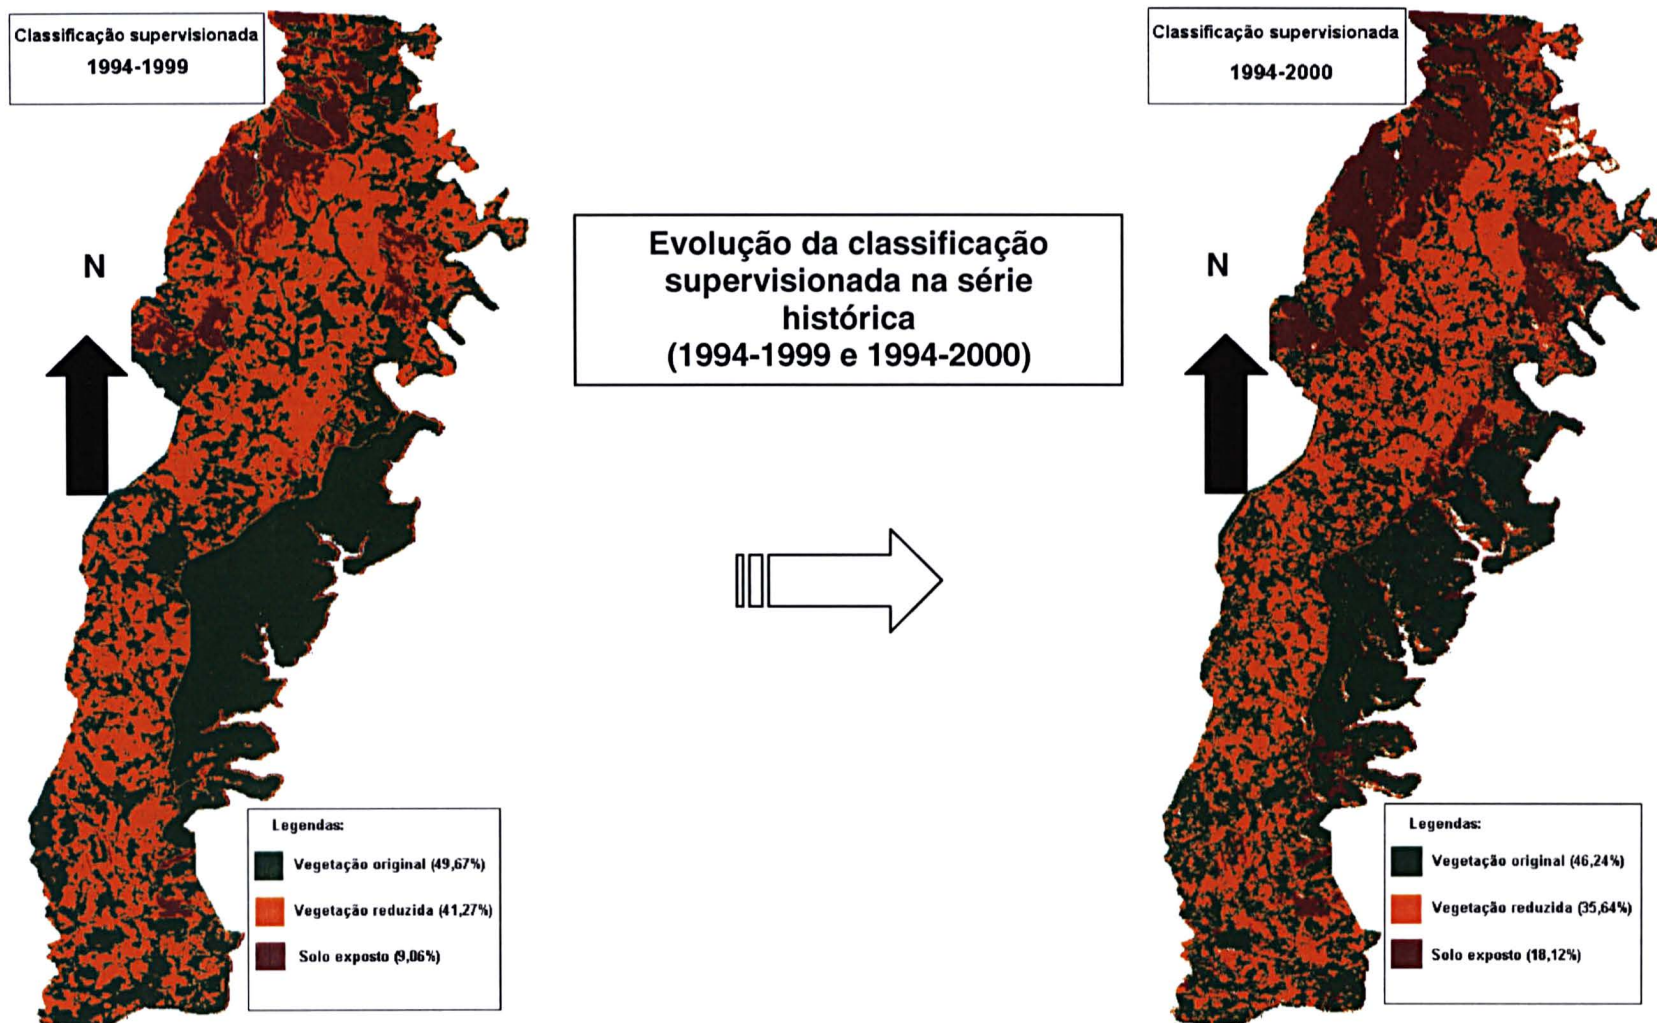 Classificação supervisionada
1994-1999
N
Legendas:
Vegetação original (49,67%)
Vegetação reduzida (41,27%)
Solo exposto (9,06%)
Evolução da classificação
supervisionada na série
histórica
(1994-1999 e 1994-2000)
Classificação supervisionada
1994-2000
N
Legendas:
Vegetação original (46,24%)
Vegetação reduzida (35,64%)
Solo exposto (18,12%)